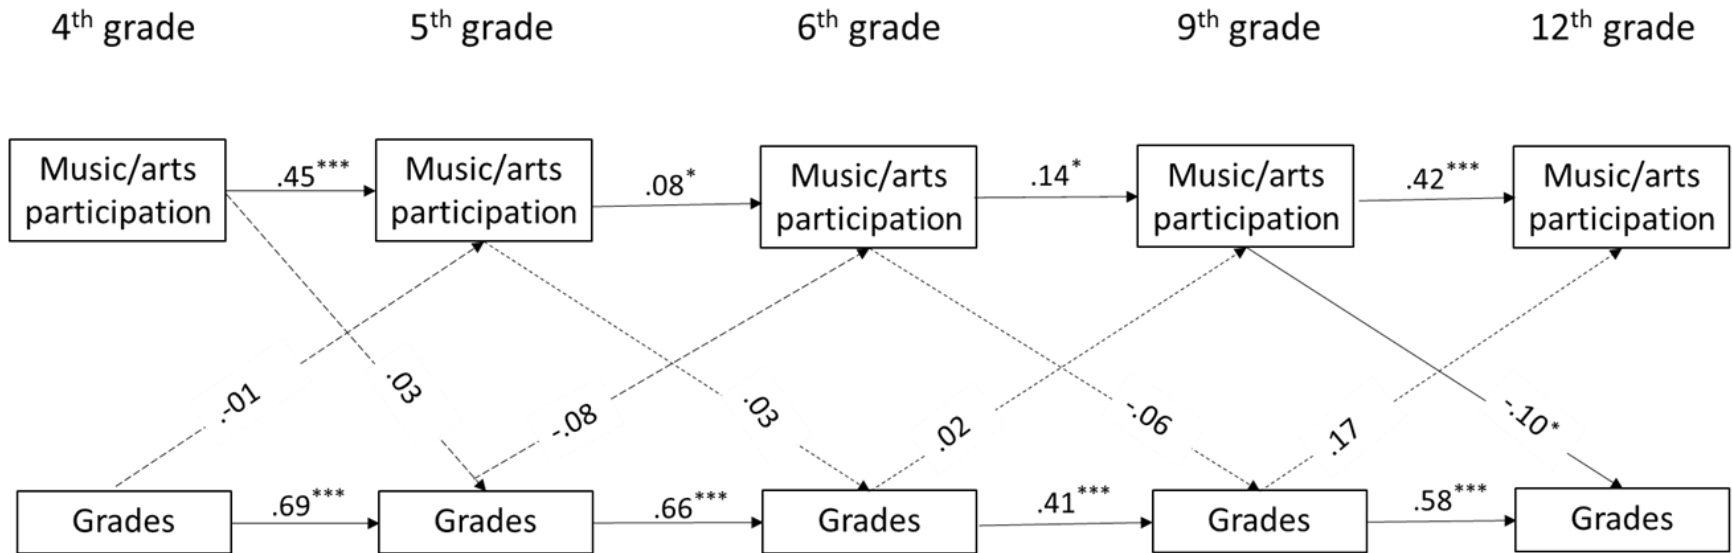 4th grade 5th grade 6th grade 9th grade 12th grade
Music/arts participation
.45***
Music/arts participation
.08*
Music/arts participation
.14*
Music/arts participation
.42***
Music/arts participation
.-01
.03
-.08
.03
.02
-.06
.17
-.10*
Grades
.69***
Grades
.66***
Grades
.41***
Grades
.58***
Grades